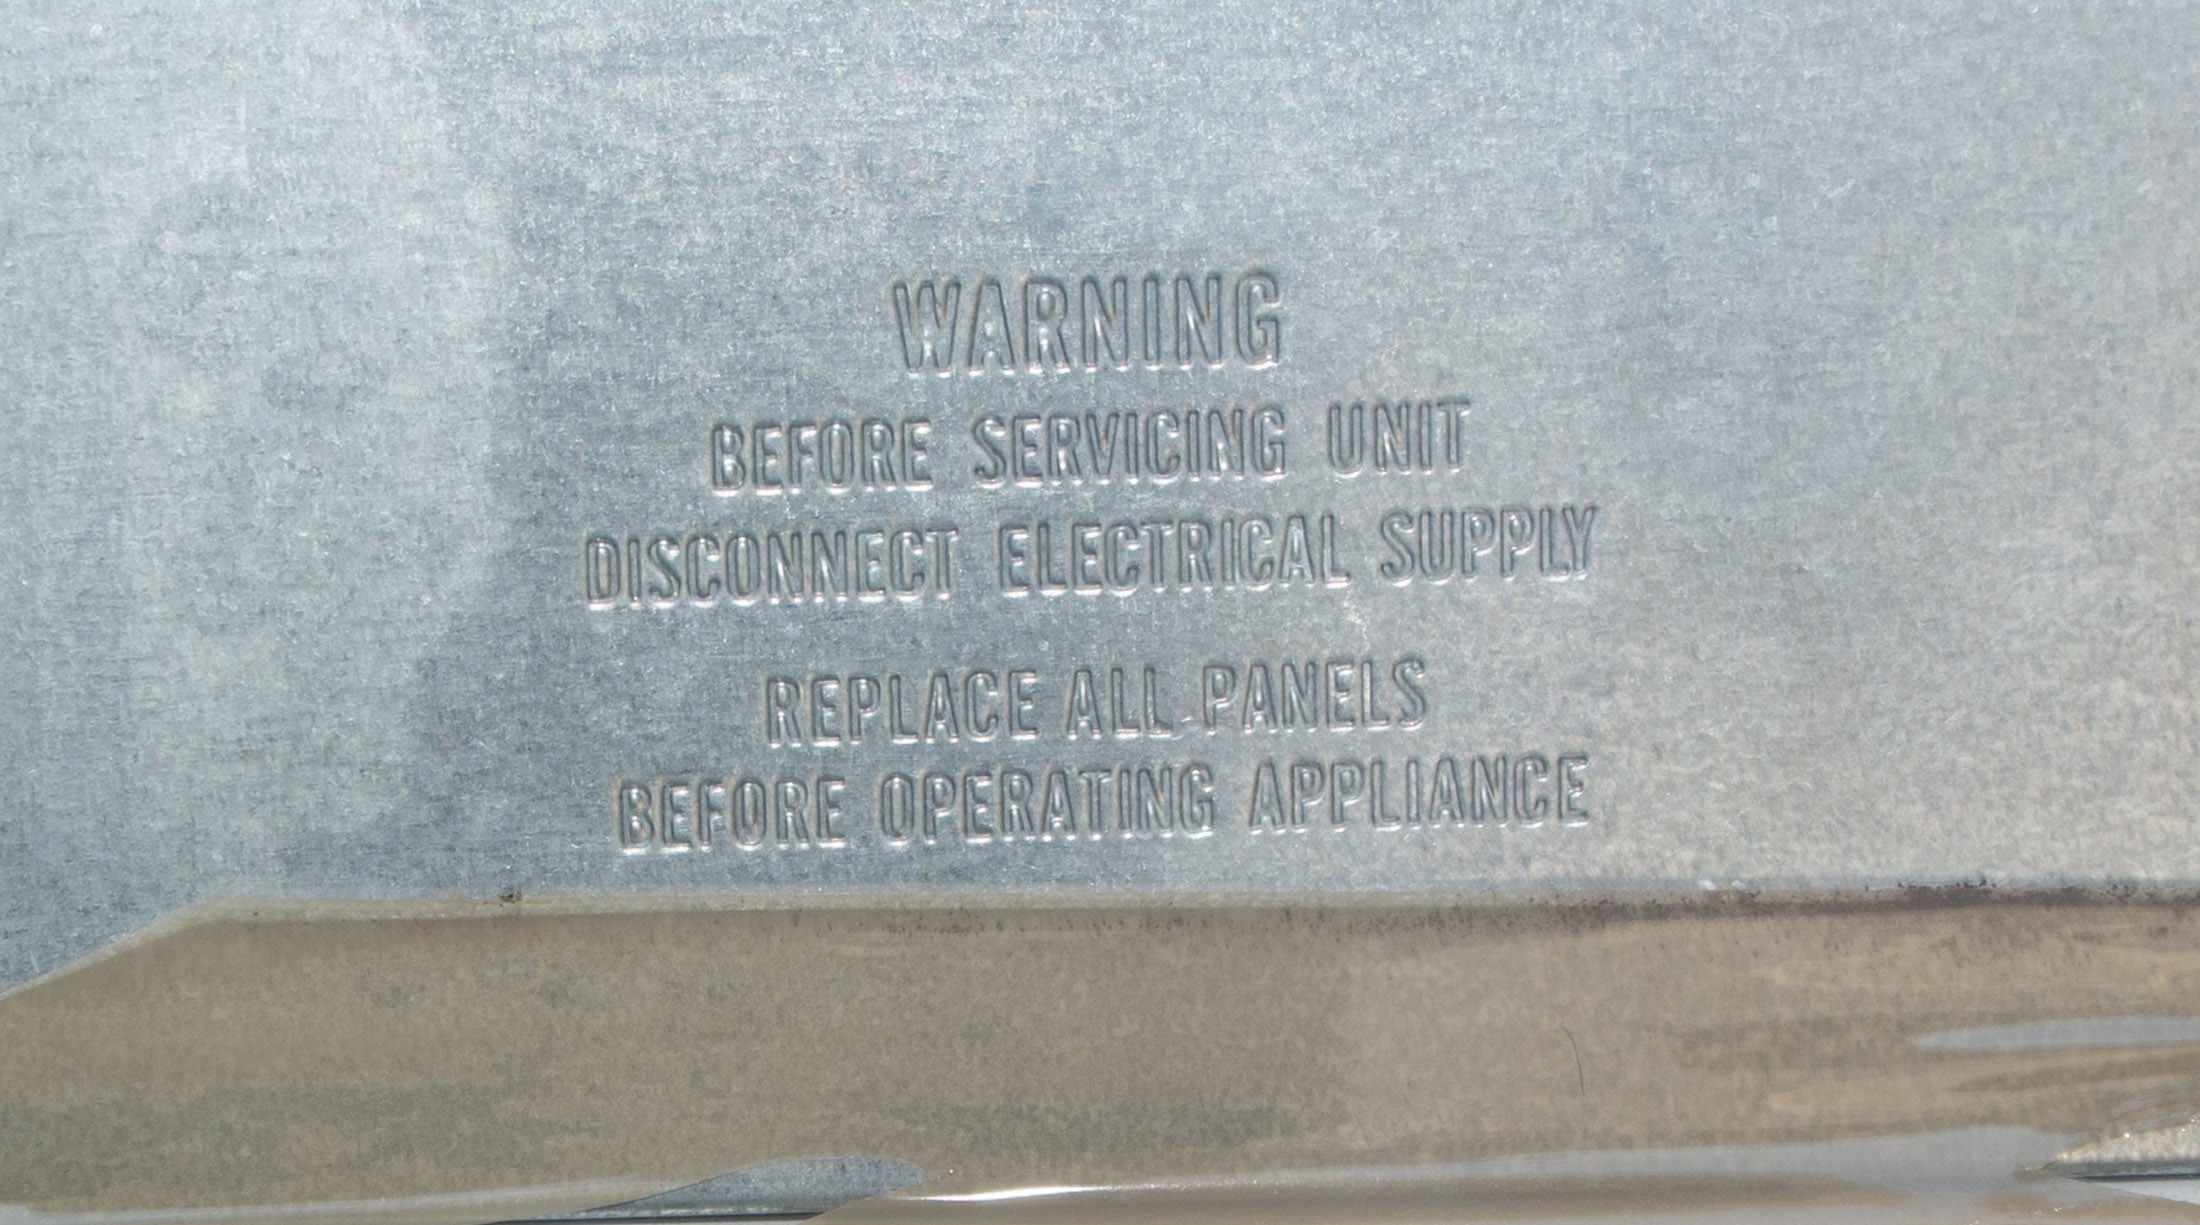 WARNING
BEFORE SERVICING UNIT
DISCONNECT ELECTRICAL SUPPLY
REPLACE ALL PANELS
BEFORE OPERATING APPLIANCE